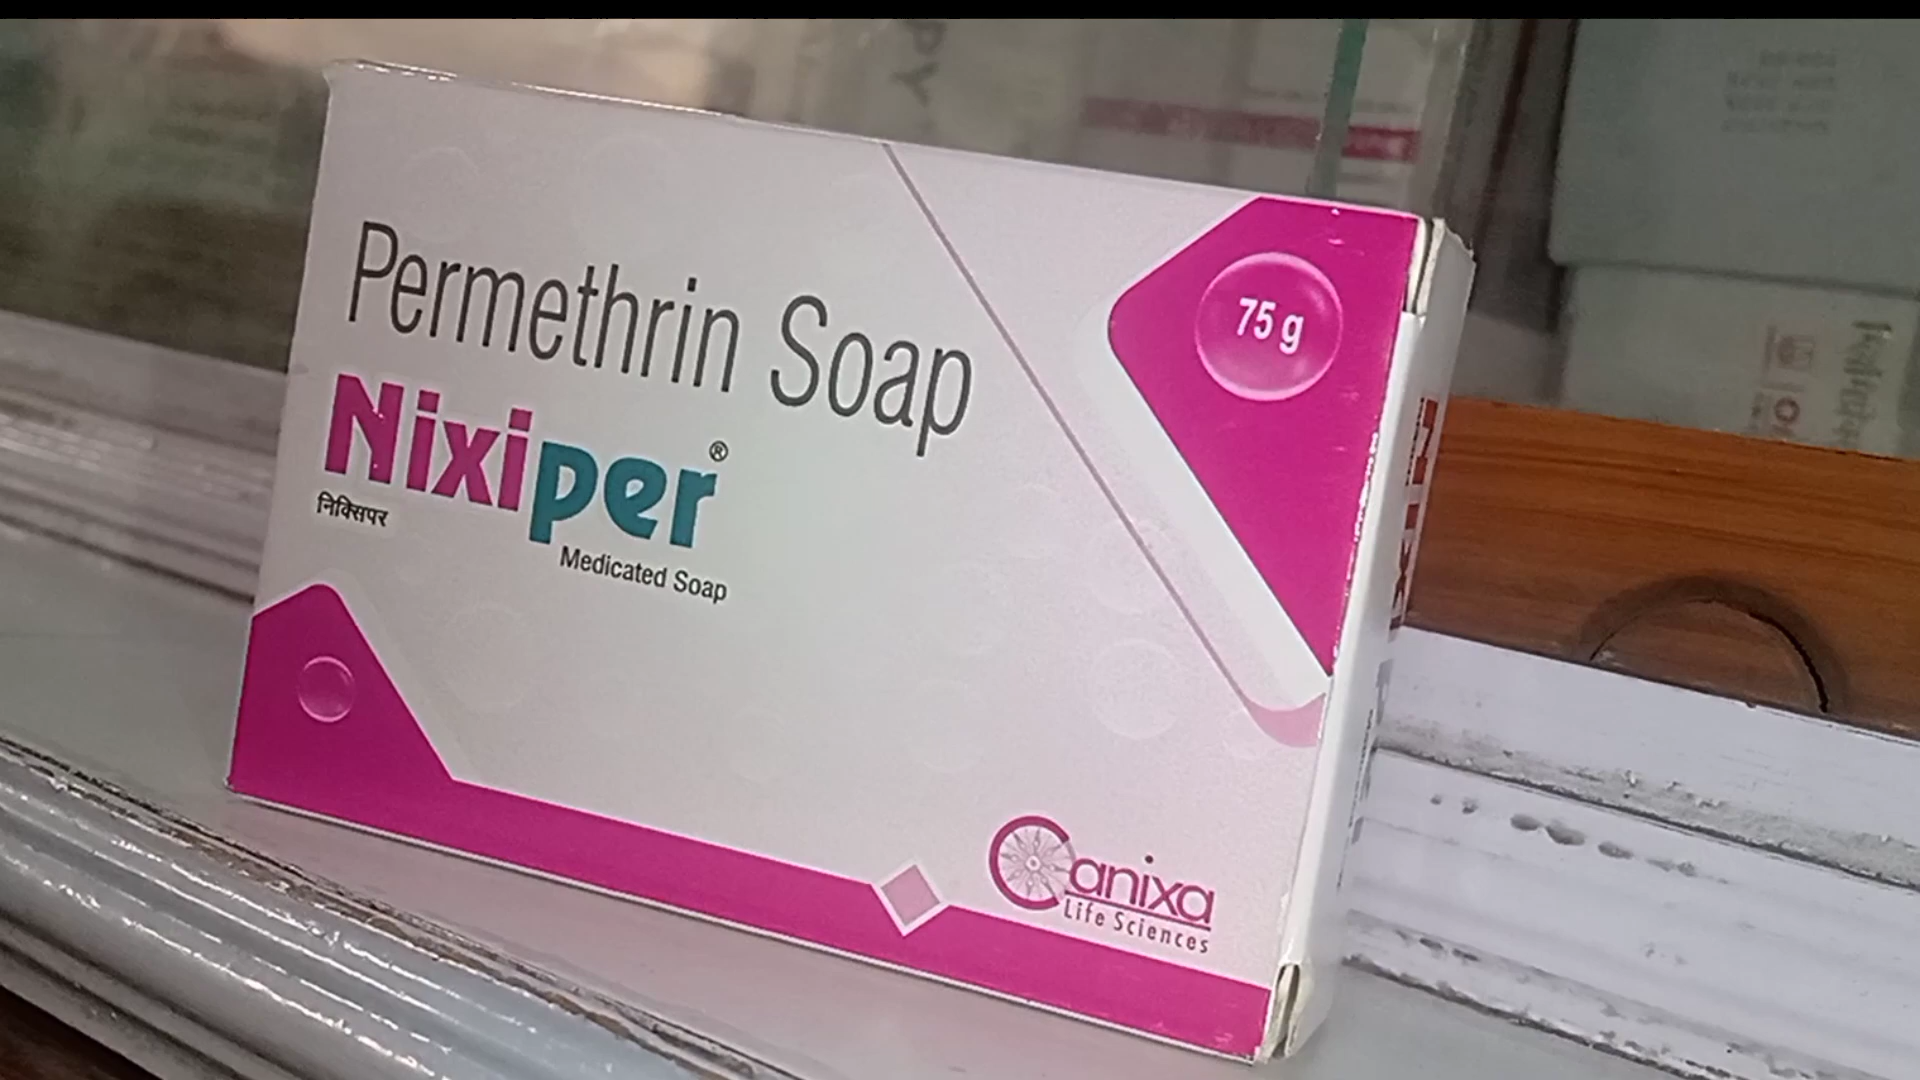 Permethrin Soap
75 g
Nixiper®
निक्सिपर
Medicated Soap
Canixa
Life Sciences